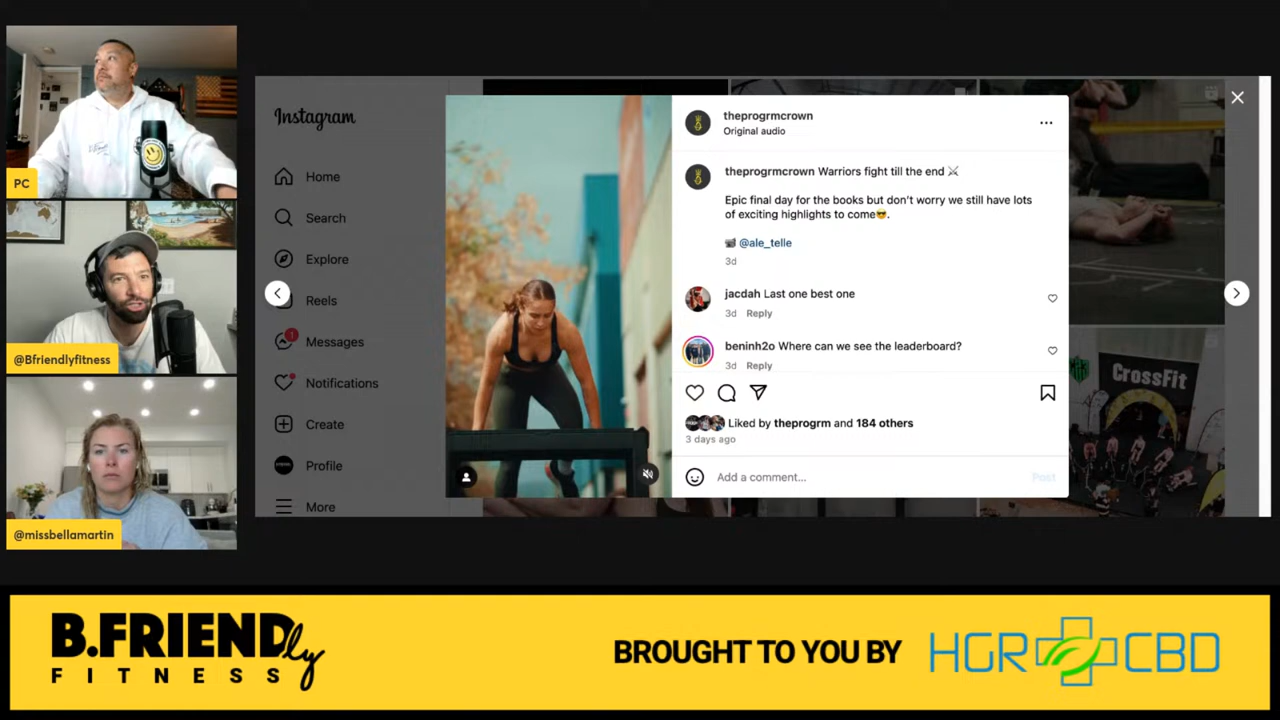 PC
@Bfriendlyfitness
@missbellamartin
Instagram
Home
Search
Explore
Reels
1
Messages
Notifications
Create
Profile
More
theprogrmcrown
Original audio
theprogrmcrown Warriors fight till the end ⚔
Epic final day for the books but don't worry we still have lots
of exciting highlights to come😎.
📹 @ale_telle
3d
jacdah Last one best one
3d Reply
beninh2o Where can we see the leaderboard?
3d Reply
Liked by theprogrm and 184 others
3 days ago
Add a comment...
Post
CrossFit
B.FRIENDly
FITNESS
BROUGHT TO YOU BY
HGR CBD